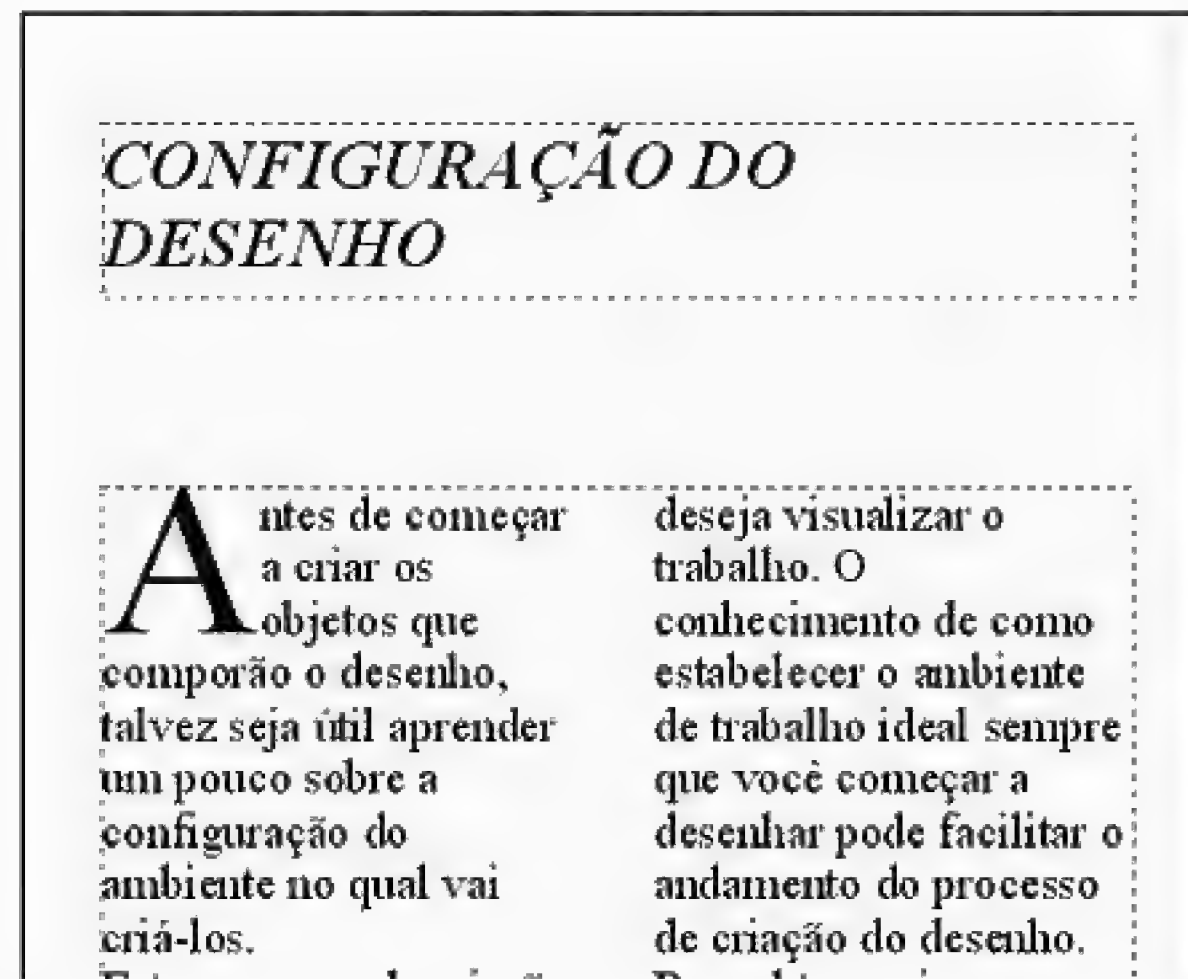 CONFIGURAÇÃO DO
DESENHO
Antes de começar
a criar os
objetos que
comporão o desenho,
talvez seja útil aprender
um pouco sobre a
configuração do
ambiente no qual vai
criá-los.
deseja visualizar o
trabalho. O
conhecimento de como
estabelecer o ambiente
de trabalho ideal sempre
que você começar a
desenhar pode facilitar o
andamento do processo
de criação do desenho.